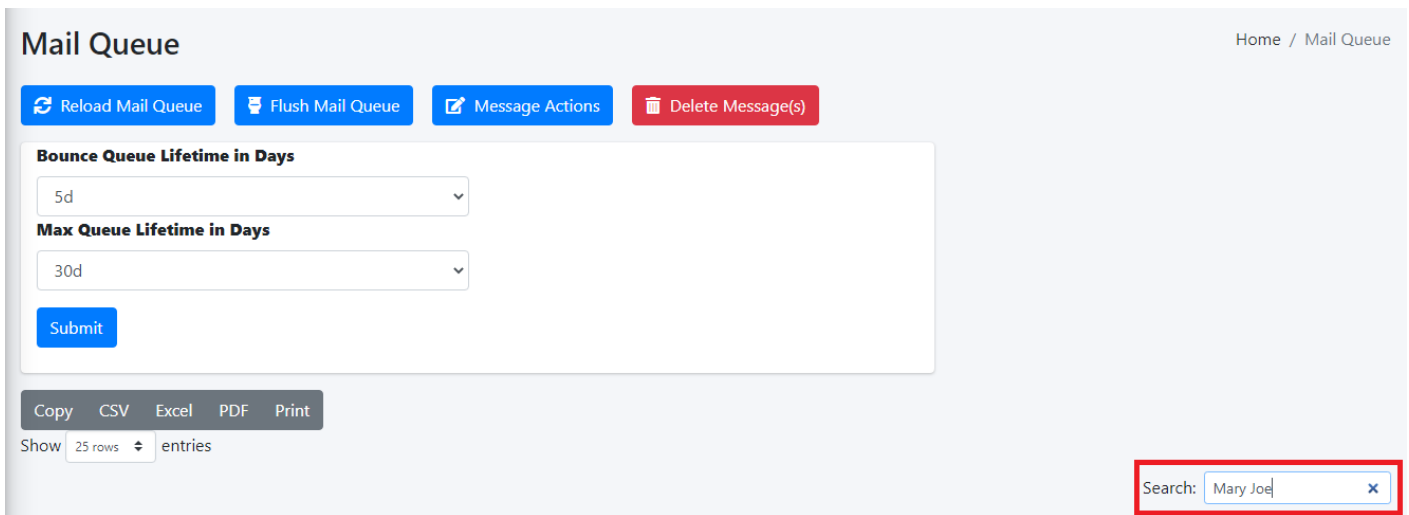 Mail Queue
Home / Mail Queue
Reload Mail Queue Flush Mail Queue Message Actions Delete Message(s)
Bounce Queue Lifetime in Days
5d
Max Queue Lifetime in Days
30d
Submit
Copy CSV Excel PDF Print
Show 25 rows entries
Search: Mary Joe